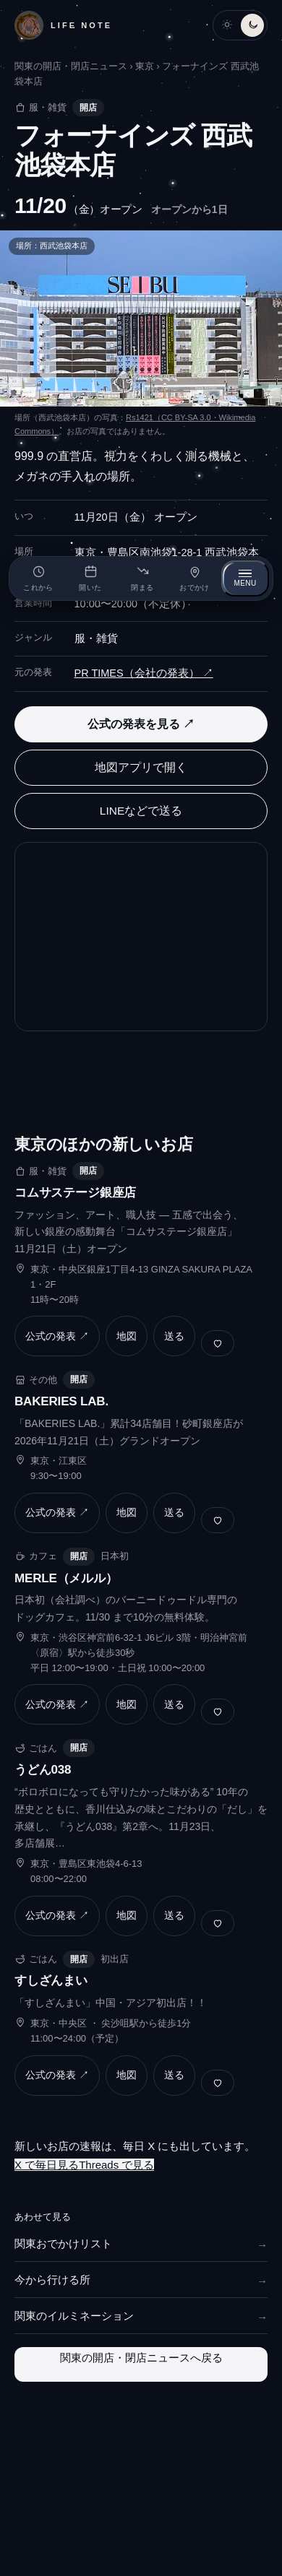 LIFE NOTE
関東の開店・閉店ニュース › 東京 › フォーナインズ 西武池
袋本店
服・雑貨 開店
フォーナインズ 西武
池袋本店
11/20（金）オープン オープンから1日
場所：西武池袋本店
SEIBU
場所（西武池袋本店）の写真：Rs1421（CC BY-SA 3.0・Wikimedia
Commons）。お店の写真ではありません。
999.9 の直営店。視力をくわしく測る機械と、
メガネの手入れの場所。
いつ 11月20日（金） オープン
場所 東京・豊島区南池袋1-28-1 西武池袋本
これから 開いた 閉まる おでかけ MENU
営業時間 10:00〜20:00（不定休）
ジャンル 服・雑貨
元の発表 PR TIMES（会社の発表） ↗
公式の発表を見る ↗
地図アプリで開く
LINEなどで送る
東京のほかの新しいお店
服・雑貨 開店
コムサステージ銀座店
ファッション、アート、職人技 ― 五感で出会う、
新しい銀座の感動舞台「コムサステージ銀座店」
11月21日（土）オープン
東京・中央区銀座1丁目4-13 GINZA SAKURA PLAZA
1・2F
11時〜20時
公式の発表 ↗ 地図 送る
その他 開店
BAKERIES LAB.
「BAKERIES LAB.」累計34店舗目！砂町銀座店が
2026年11月21日（土）グランドオープン
東京・江東区
9:30〜19:00
公式の発表 ↗ 地図 送る
カフェ 開店 日本初
MERLE（メルル）
日本初（会社調べ）のバーニードゥードル専門の
ドッグカフェ。11/30 まで10分の無料体験。
東京・渋谷区神宮前6-32-1 J6ビル 3階・明治神宮前
〈原宿〉駅から徒歩30秒
平日 12:00〜19:00・土日祝 10:00〜20:00
公式の発表 ↗ 地図 送る
ごはん 開店
うどん038
“ボロボロになっても守りたかった味がある” 10年の
歴史とともに、香川仕込みの味とこだわりの「だし」を
承継し、『うどん038』第2章へ。11月23日、
多店舗展…
東京・豊島区東池袋4-6-13
08:00〜22:00
公式の発表 ↗ 地図 送る
ごはん 開店 初出店
すしざんまい
「すしざんまい」中国・アジア初出店！！
東京・中央区 ・ 尖沙咀駅から徒歩1分
11:00〜24:00（予定）
公式の発表 ↗ 地図 送る
新しいお店の速報は、毎日 X にも出しています。
X で毎日見るThreads で見る
あわせて見る
関東おでかけリスト →
今から行ける所 →
関東のイルミネーション →
関東の開店・閉店ニュースへ戻る